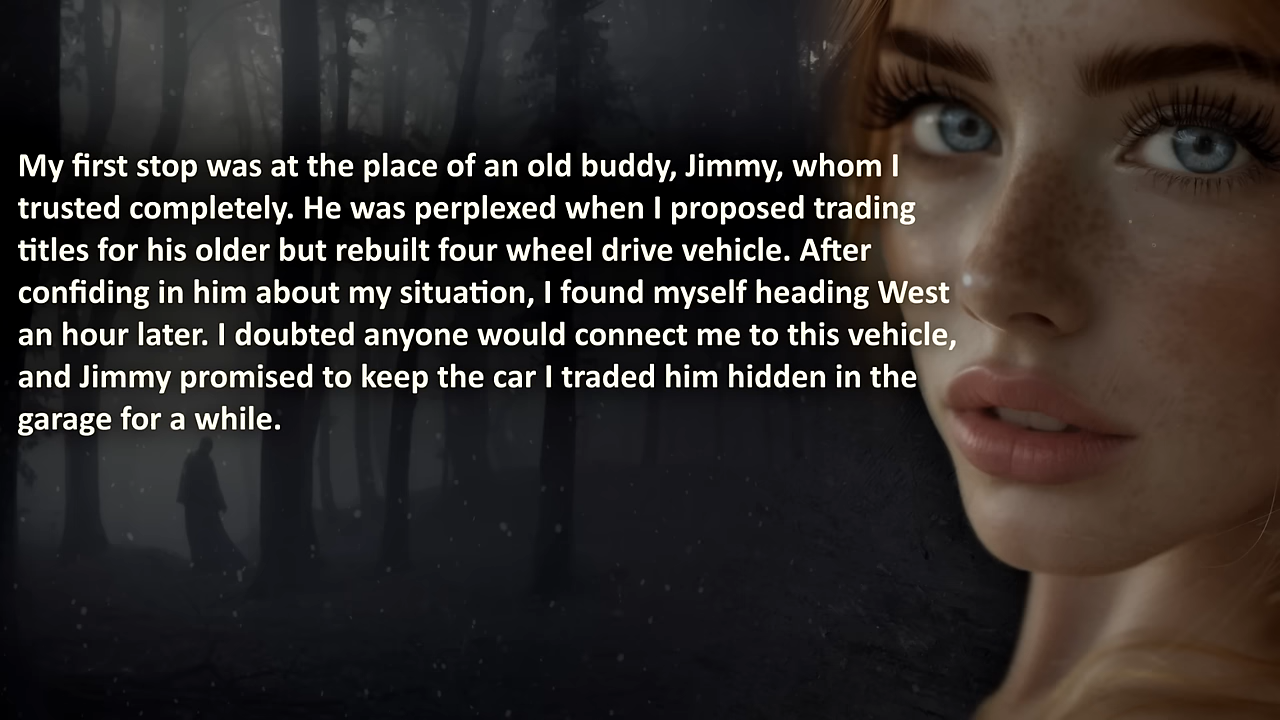 My first stop was at the place of an old buddy, Jimmy, whom I
trusted completely. He was perplexed when I proposed trading
titles for his older but rebuilt four wheel drive vehicle. After
confiding in him about my situation, I found myself heading West
an hour later. I doubted anyone would connect me to this vehicle,
and Jimmy promised to keep the car I traded him hidden in the
garage for a while.